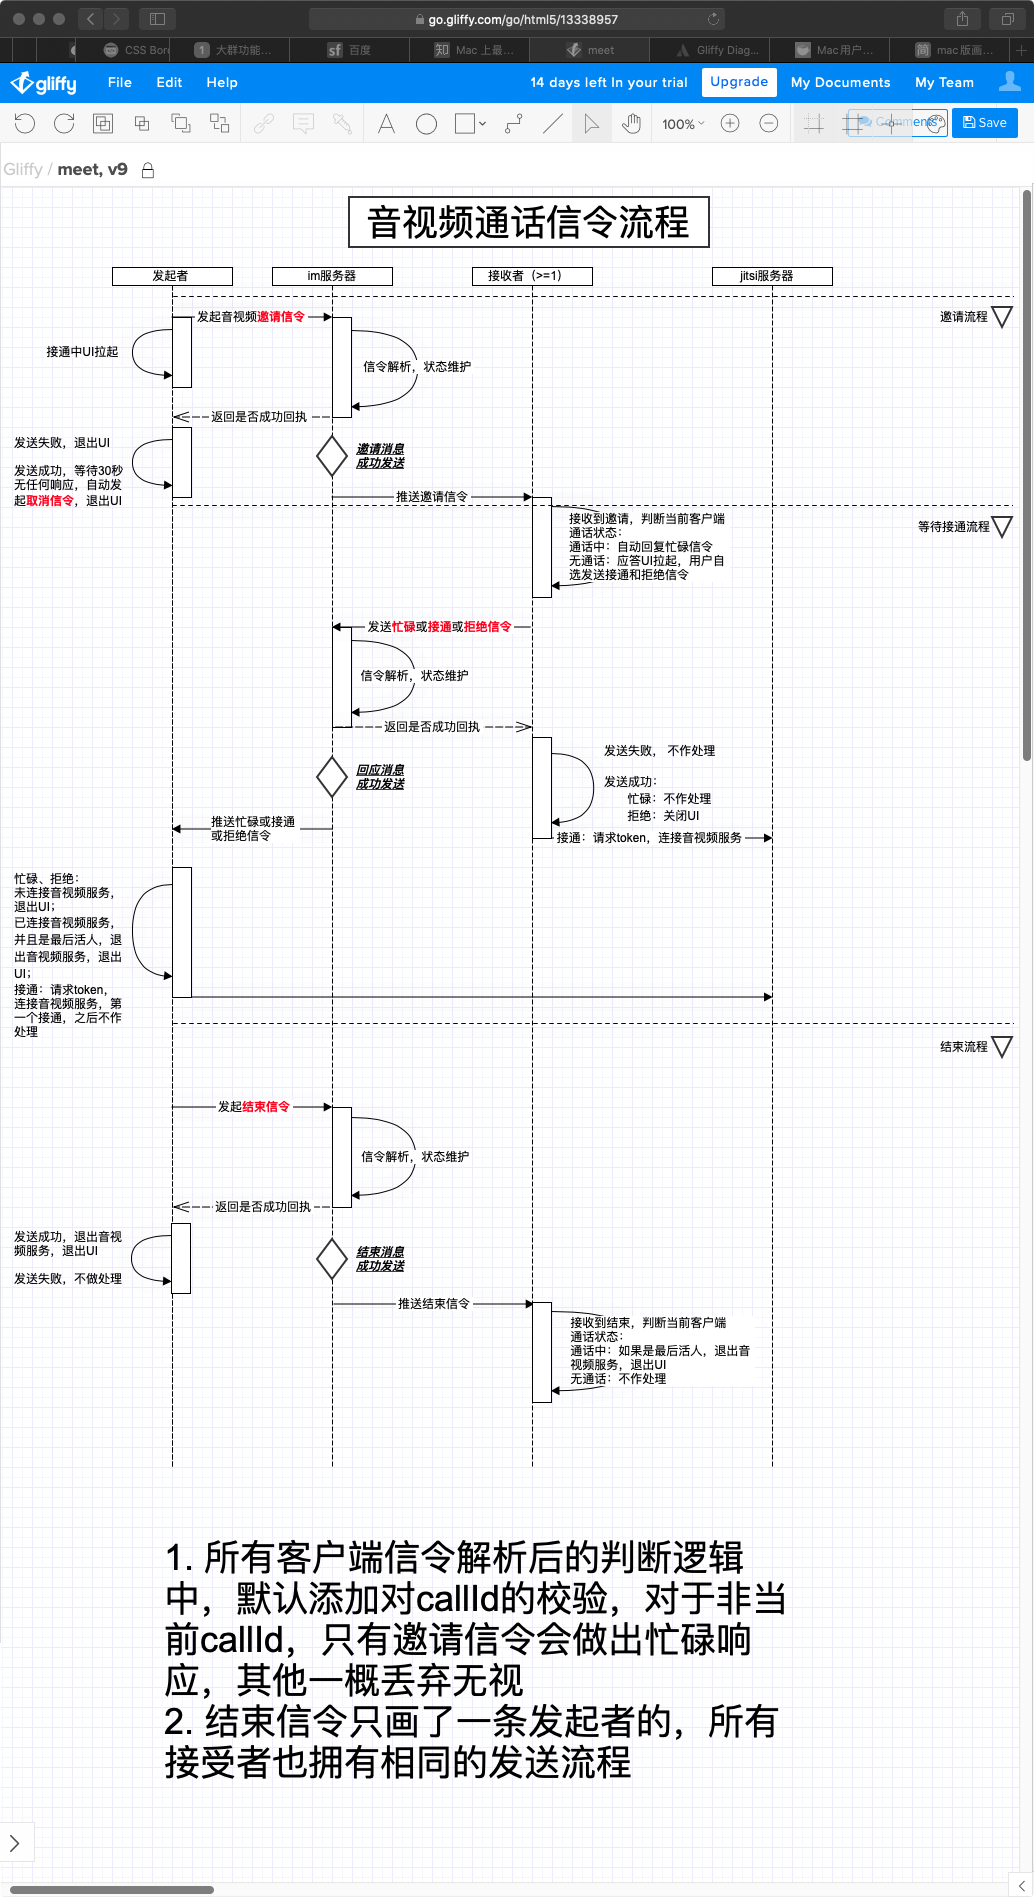 go.gliffy.com/go/html5/13338957
CSS Bor
1 大群功能...
sf 百度
知 Mac 上最...
meet
Gliffy Diag...
Mac用户...
简 mac版画...
gliffy
File
Edit
Help
14 days left In your trial
Upgrade
My Documents
My Team
100%
Comments
Save
Gliffy / meet, v9
音视频通话信令流程
发起者
im服务器
接收者（>=1）
jitsi服务器
发起音视频邀请信令
邀请流程
接通中UI拉起
信令解析，状态维护
返回是否成功回执
发送失败，退出UI
发送成功，等待30秒
无任何响应，自动发
起取消信令，退出UI
邀请消息
成功发送
推送邀请信令
等待接通流程
接收到邀请，判断当前客户端
通话状态：
通话中：自动回复忙碌信令
无通话：应答UI拉起，用户自
选发送接通和拒绝信令
发送忙碌或接通或拒绝信令
信令解析，状态维护
返回是否成功回执
回应消息
成功发送
发送失败， 不作处理
发送成功：
忙碌：不作处理
拒绝：关闭UI
推送忙碌或接通
或拒绝信令
接通：请求token，连接音视频服务
忙碌、拒绝：
未连接音视频服务，
退出UI；
已连接音视频服务，
并且是最后活人，退
出音视频服务，退出
UI；
接通：请求token，
连接音视频服务，第
一个接通，之后不作
处理
结束流程
发起结束信令
信令解析，状态维护
返回是否成功回执
发送成功，退出音视
频服务，退出UI
发送失败，不做处理
结束消息
成功发送
推送结束信令
接收到结束，判断当前客户端
通话状态：
通话中：如果是最后活人，退出音
视频服务，退出UI
无通话：不作处理
1. 所有客户端信令解析后的判断逻辑
中，默认添加对callId的校验，对于非当
前callId，只有邀请信令会做出忙碌响
应，其他一概丢弃无视
2. 结束信令只画了一条发起者的，所有
接受者也拥有相同的发送流程